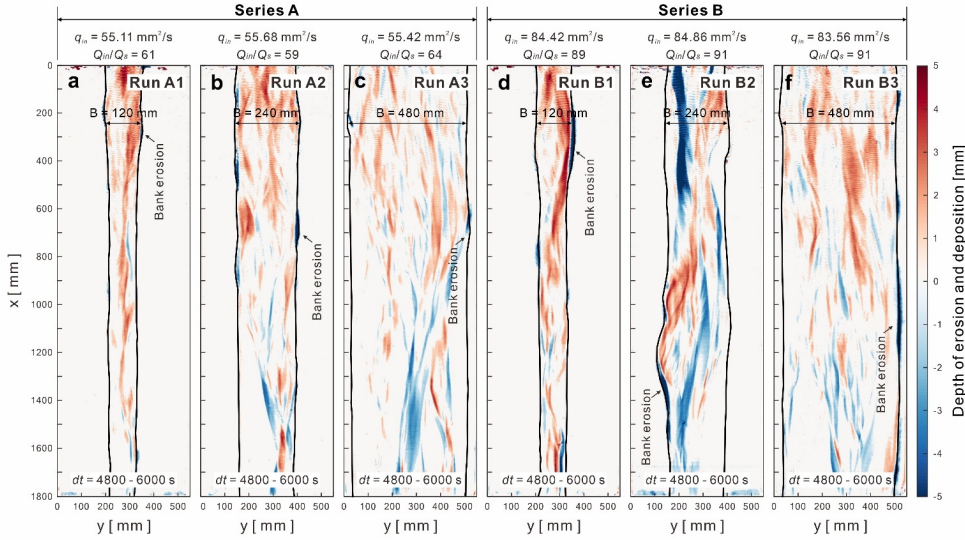 Series A
Series B
q_in = 55.11 mm²/s
Q_in/Q_s = 61
q_in = 55.68 mm²/s
Q_in/Q_s = 59
q_in = 55.42 mm²/s
Q_in/Q_s = 64
q_in = 84.42 mm²/s
Q_in/Q_s = 89
q_in = 84.86 mm²/s
Q_in/Q_s = 91
q_in = 83.56 mm²/s
Q_in/Q_s = 91
a Run A1
b Run A2
c Run A3
d Run B1
e Run B2
f Run B3
B = 120 mm
B = 240 mm
B = 480 mm
B = 120 mm
B = 240 mm
B = 480 mm
Bank erosion
Bank erosion
Bank erosion
Bank erosion
Bank erosion
Bank erosion
dt = 4800 - 6000 s
dt = 4800 - 6000 s
dt = 4800 - 6000 s
dt = 4800 - 6000 s
dt = 4800 - 6000 s
dt = 4800 - 6000 s
x [ mm ]
0
200
400
600
800
1000
1200
1400
1600
1800
0 100 200 300 400 500
0 100 200 300 400 500
0 100 200 300 400 500
0 100 200 300 400 500
0 100 200 300 400 500
0 100 200 300 400 500
y [ mm ]
y [ mm ]
y [ mm ]
y [ mm ]
y [ mm ]
y [ mm ]
5
4
3
2
1
0
-1
-2
-3
-4
-5
Depth of erosion and deposition [mm]